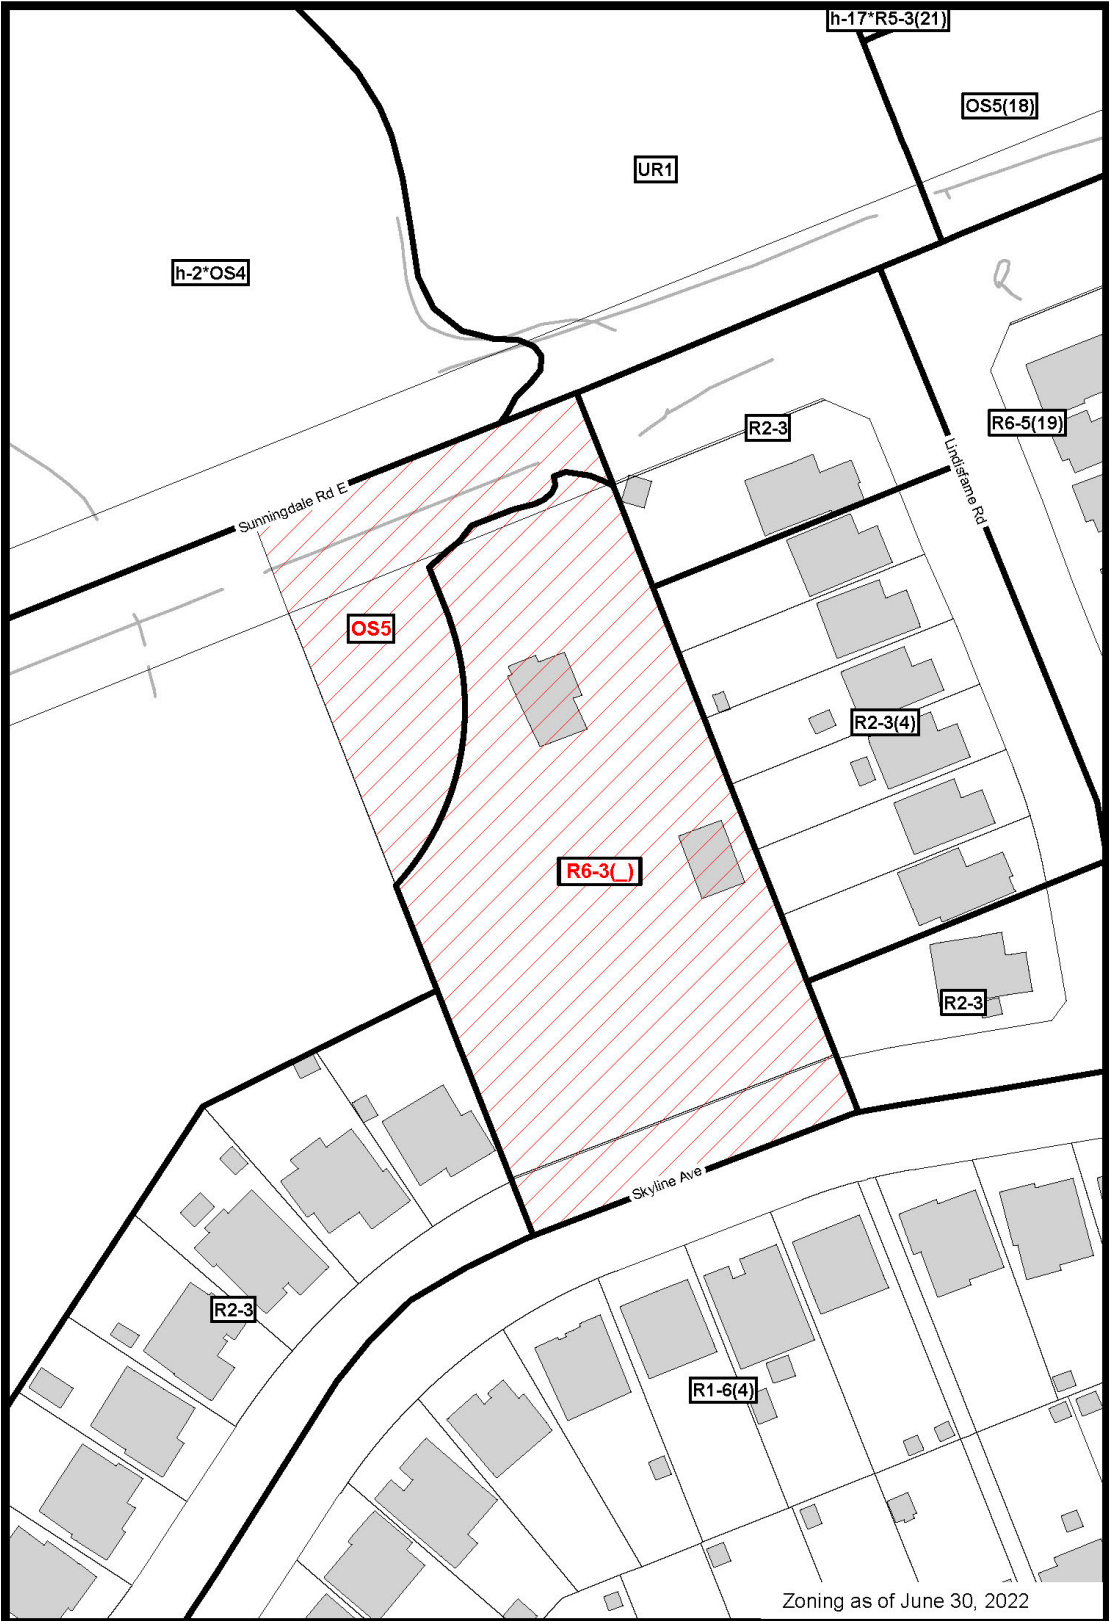 h-17*R5-3(21)
OS5(18)
UR1
h-2*OS4
R2-3
R6-5(19)
Lindisfarne Rd
Sunningdale Rd E
OS5
R2-3(4)
R6-3(_)
R2-3
Skyline Ave
R2-3
R1-6(4)
Zoning as of June 30, 2022